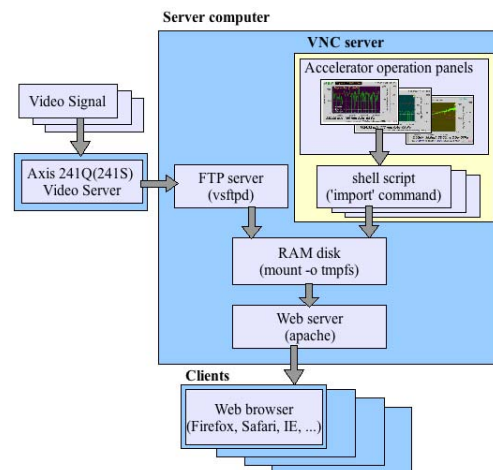 Server computer
VNC server
Accelerator operation panels
Video Signal
Axis 241Q(241S)
Video Server
FTP server
(vsftpd)
shell script
('import' command)
RAM disk
(mount -o tmpfs)
Web server
(apache)
Clients
Web browser
(Firefox, Safari, IE, ...)